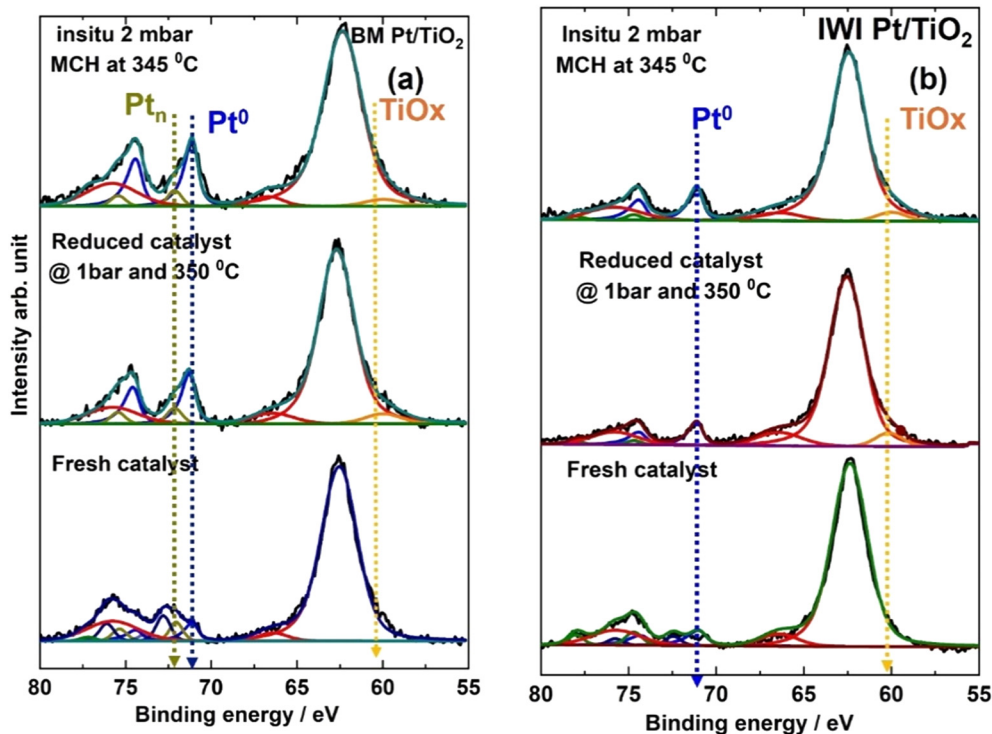 insitu 2 mbar
MCH at 345 ⁰C
BM Pt/TiO₂
(a)
Ptₙ
Pt⁰
TiOx
Reduced catalyst
@ 1bar and 350 ⁰C
Fresh catalyst
Intensity arb. unit
80 75 70 65 60 55
Binding energy / eV
Insitu 2 mbar
MCH at 345 ⁰C
IWI Pt/TiO₂
(b)
Pt⁰
TiOx
Reduced catalyst
@ 1bar and 350 ⁰C
Fresh catalyst
80 75 70 65 60 55
Binding energy / eV